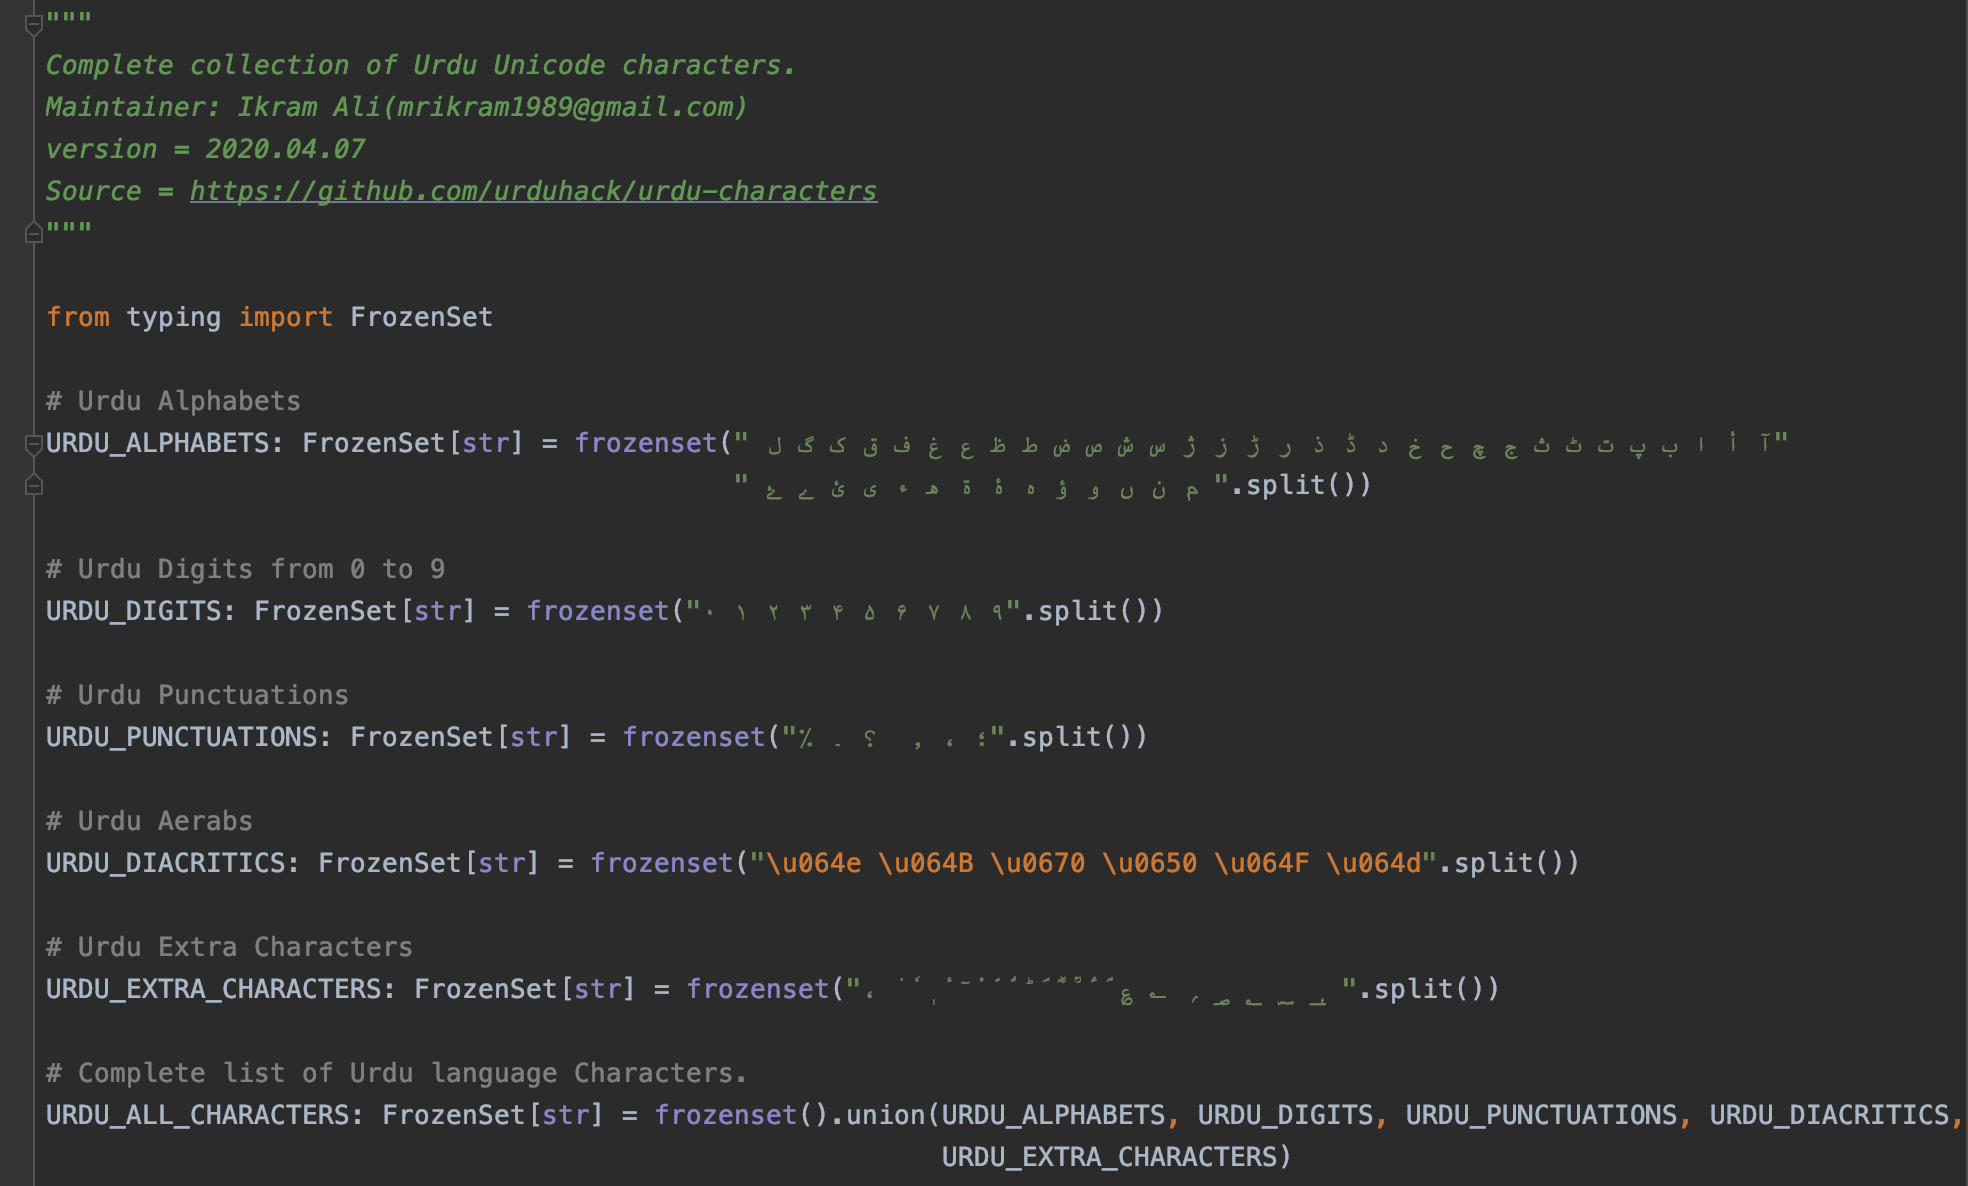 """
Complete collection of Urdu Unicode characters.
Maintainer: Ikram Ali(mrikram1989@gmail.com)
version = 2020.04.07
Source = https://github.com/urduhack/urdu-characters
"""
from typing import FrozenSet
# Urdu Alphabets
URDU_ALPHABETS: FrozenSet[str] = frozenset("آ أ ا ب پ ت ٹ ث ج چ ح خ د ڈ ذ ر ڑ ز ژ س ش ص ض ط ظ ع غ ف ق ک گ ل "
" م ن ں و ؤ ہ ۂ ۃ ھ ء ی ئ ے ۓ ".split())
# Urdu Digits from 0 to 9
URDU_DIGITS: FrozenSet[str] = frozenset("۰ ۱ ۲ ۳ ۴ ۵ ۶ ۷ ۸ ۹".split())
# Urdu Punctuations
URDU_PUNCTUATIONS: FrozenSet[str] = frozenset("؛ ، , ؟ ۔ ٪".split())
# Urdu Aerabs
URDU_DIACRITICS: FrozenSet[str] = frozenset("\u064e \u064B \u0670 \u0650 \u064F \u064d".split())
# Urdu Extra Characters
URDU_EXTRA_CHARACTERS: FrozenSet[str] = frozenset(" ".split())
# Complete list of Urdu language Characters.
URDU_ALL_CHARACTERS: FrozenSet[str] = frozenset().union(URDU_ALPHABETS, URDU_DIGITS, URDU_PUNCTUATIONS, URDU_DIACRITICS,
URDU_EXTRA_CHARACTERS)